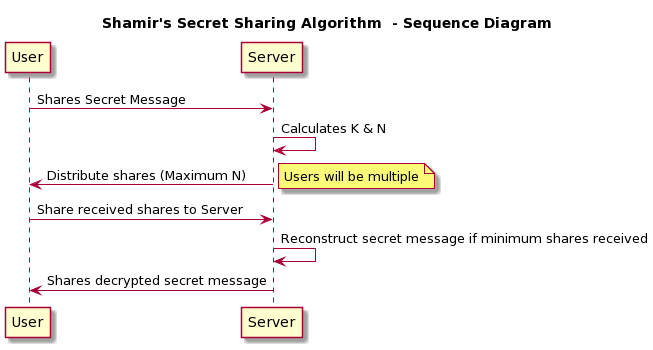 Shamir's Secret Sharing Algorithm  - Sequence Diagram
User
Server
Shares Secret Message
Calculates K & N
Distribute shares (Maximum N)
Users will be multiple
Share received shares to Server
Reconstruct secret message if minimum shares received
Shares decrypted secret message
User
Server